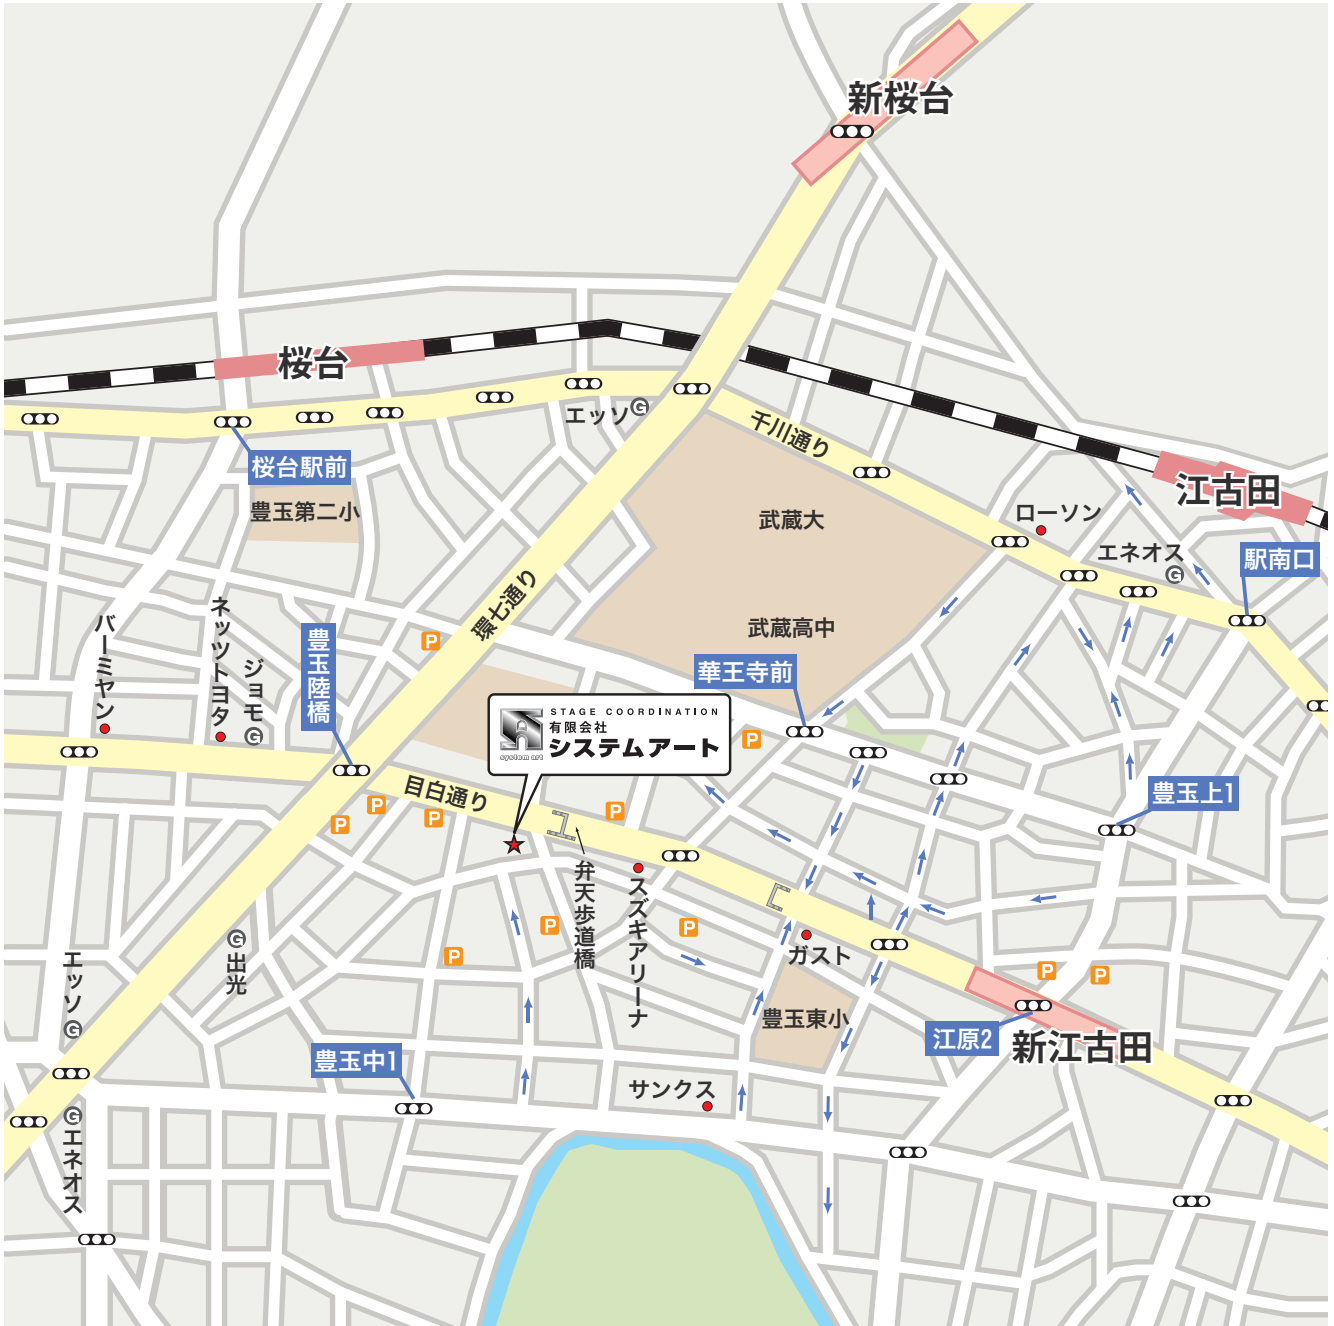 新桜台
桜台
エッソ
G
千川通り
桜台駅前
豊玉第二小
武蔵大
江古田
ローソン
エネオス
G
駅南口
環七通り
武蔵高中
バーミヤン
ネッツトヨタ
ジョモ
G
豊玉陸橋
P
華王寺前
STAGE COORDINATION
有限会社
システムアート
system art
P
目白通り
P
P
P
P
豊玉上1
弁天歩道橋
スズキアリーナ
P
P
P
ガスト
G
出光
エッソ
G
豊玉東小
P
P
江原2
新江古田
豊玉中1
サンクス
G
エネオス